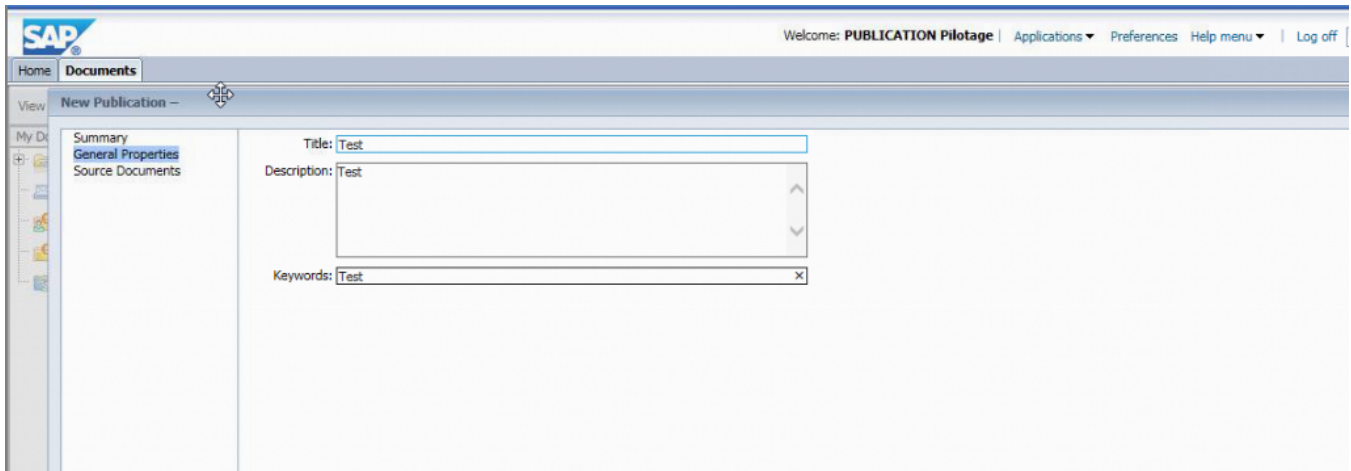 SAP
Welcome: PUBLICATION Pilotage | Applications Preferences Help menu | Log off
Home Documents
View New Publication –
Summary Title: Test
General Properties
Source Documents Description: Test
Keywords: Test ×